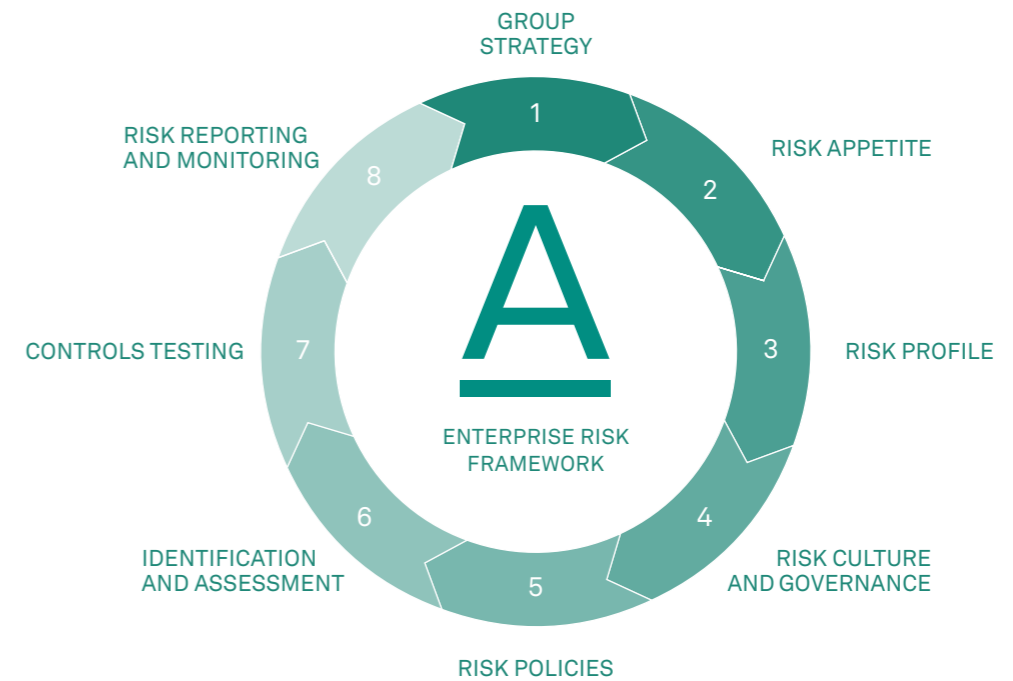 GROUP
STRATEGY
1
RISK APPETITE
2
RISK PROFILE
3
RISK CULTURE
AND GOVERNANCE
4
RISK POLICIES
5
IDENTIFICATION
AND ASSESSMENT
6
CONTROLS TESTING
7
RISK REPORTING
AND MONITORING
8
A
ENTERPRISE RISK
FRAMEWORK